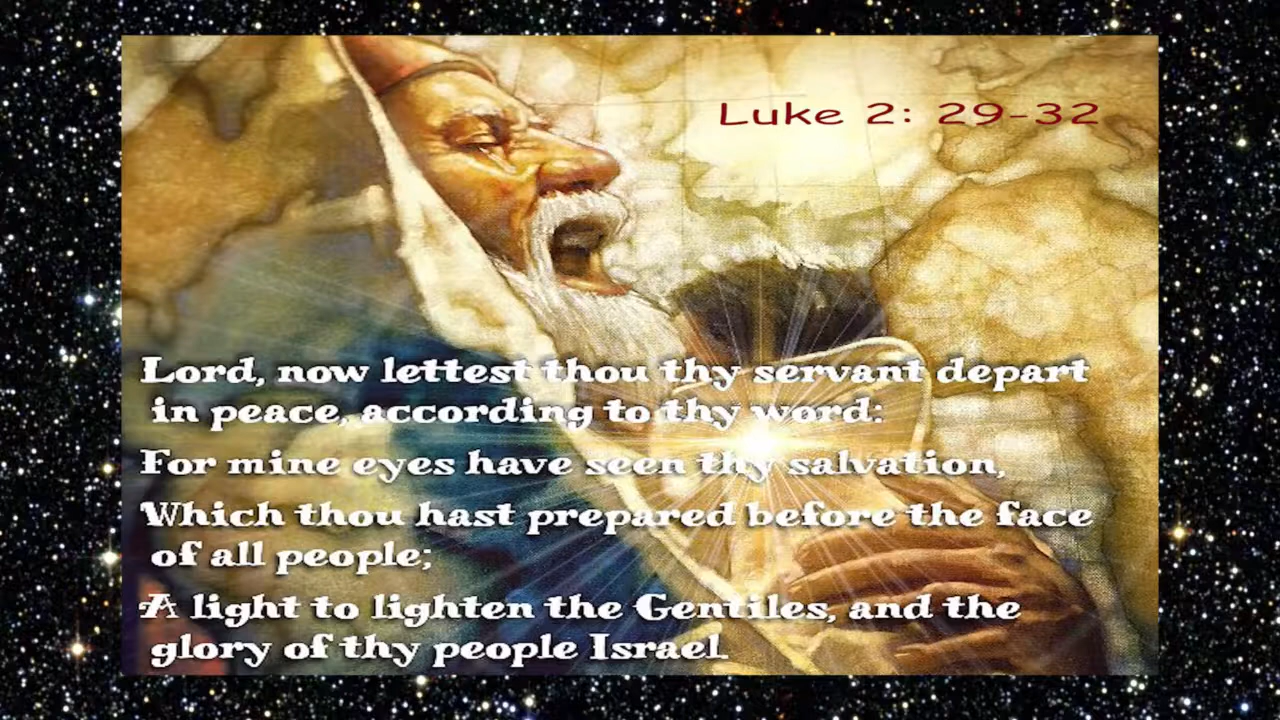 Luke 2: 29-32
Lord, now lettest thou thy servant depart
in peace, according to thy word:
For mine eyes have seen thy salvation,
Which thou hast prepared before the face
of all people;
A light to lighten the Gentiles, and the
glory of thy people Israel.